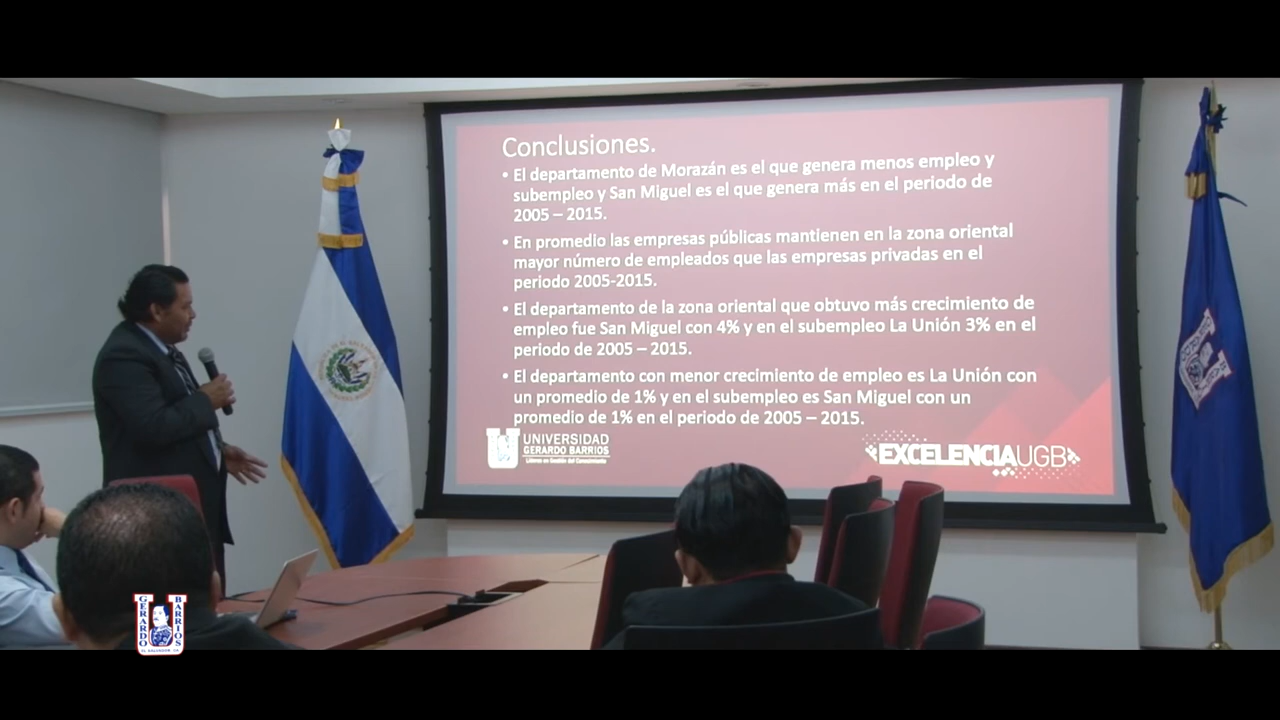 Conclusiones.
• El departamento de Morazán es el que genera menos empleo y
subempleo y San Miguel es el que genera más en el periodo de
2005 – 2015.
• En promedio las empresas públicas mantienen en la zona oriental
mayor número de empleados que las empresas privadas en el
periodo 2005-2015.
• El departamento de la zona oriental que obtuvo más crecimiento de
empleo fue San Miguel con 4% y en el subempleo La Unión 3% en el
periodo de 2005 – 2015.
• El departamento con menor crecimiento de empleo es La Unión con
un promedio de 1% y en el subempleo es San Miguel con un
promedio de 1% en el periodo de 2005 – 2015.
UNIVERSIDAD
GERARDO BARRIOS
Líderes en Gestión del Conocimiento
EXCELENCIAUGB
GERARDO
BARRIOS